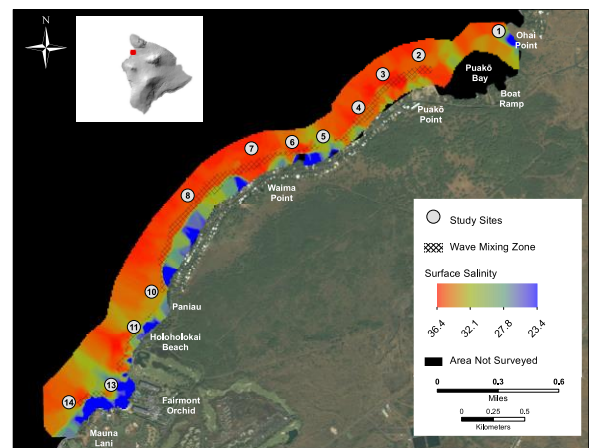 N
1
Ohai
Point
2
Puakō
Bay
3
Boat
Ramp
4
Puakō
Point
5
6
7
Waima
Point
8
10
Paniau
11
Holoholokai
Beach
13
Fairmont
Orchid
14
Mauna
Lani
Study Sites
Wave Mixing Zone
Surface Salinity
36.4 32.1 27.8 23.4
Area Not Surveyed
0 0.3 0.6
Miles
0 0.25 0.5
Kilometers